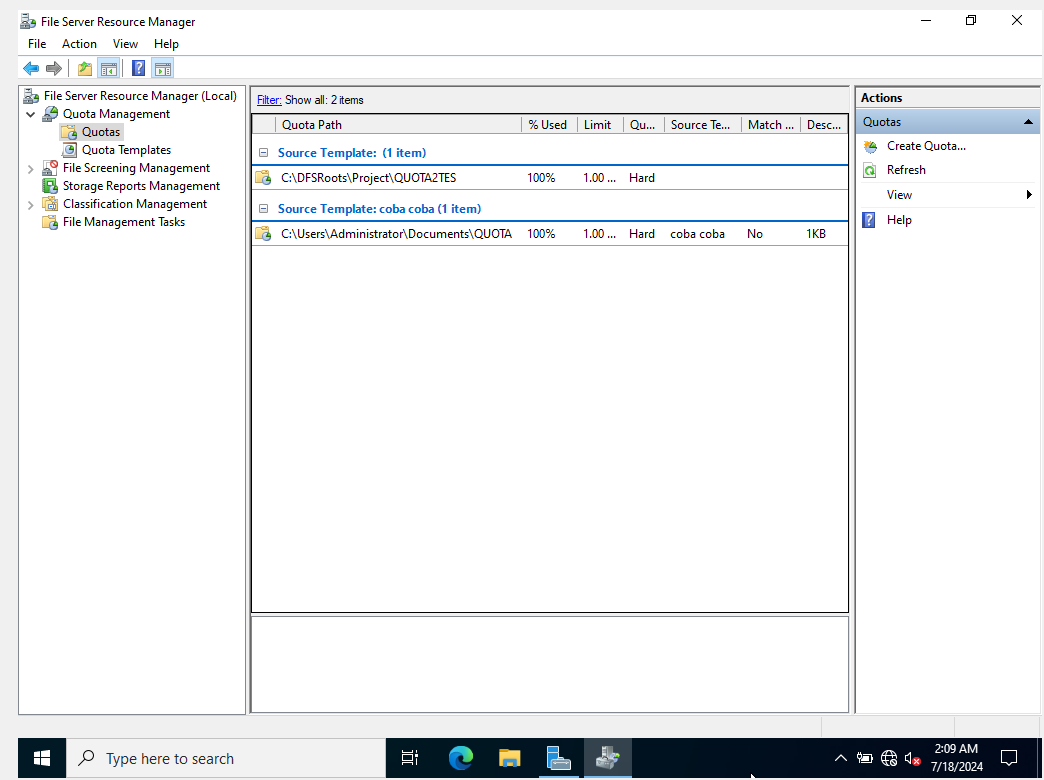 File Server Resource Manager
File Action View Help
File Server Resource Manager (Local)
Quota Management
Quotas
Quota Templates
File Screening Management
Storage Reports Management
Classification Management
File Management Tasks
Filter: Show all: 2 items
Quota Path % Used Limit Qu... Source Te... Match ... Desc...
Source Template: (1 item)
C:\DFSRoots\Project\QUOTA2TES 100% 1.00 ... Hard
Source Template: coba coba (1 item)
C:\Users\Administrator\Documents\QUOTA 100% 1.00 ... Hard coba coba No 1KB
Actions
Quotas
Create Quota...
Refresh
View
Help
Type here to search
2:09 AM
7/18/2024